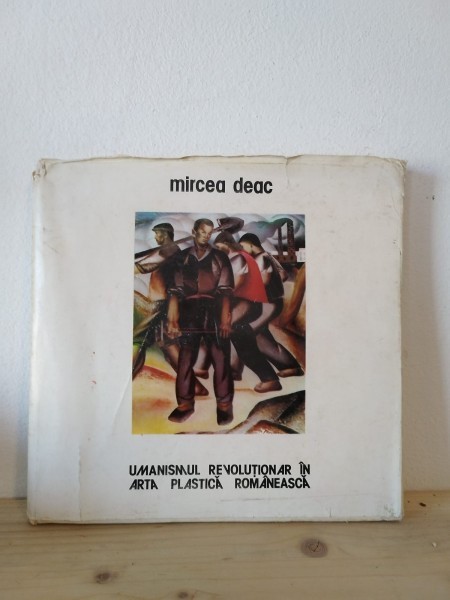 mircea deac
UMANISMUL REVOLUȚIONAR ÎN
ARTA PLASTICĂ ROMÂNEASCĂ